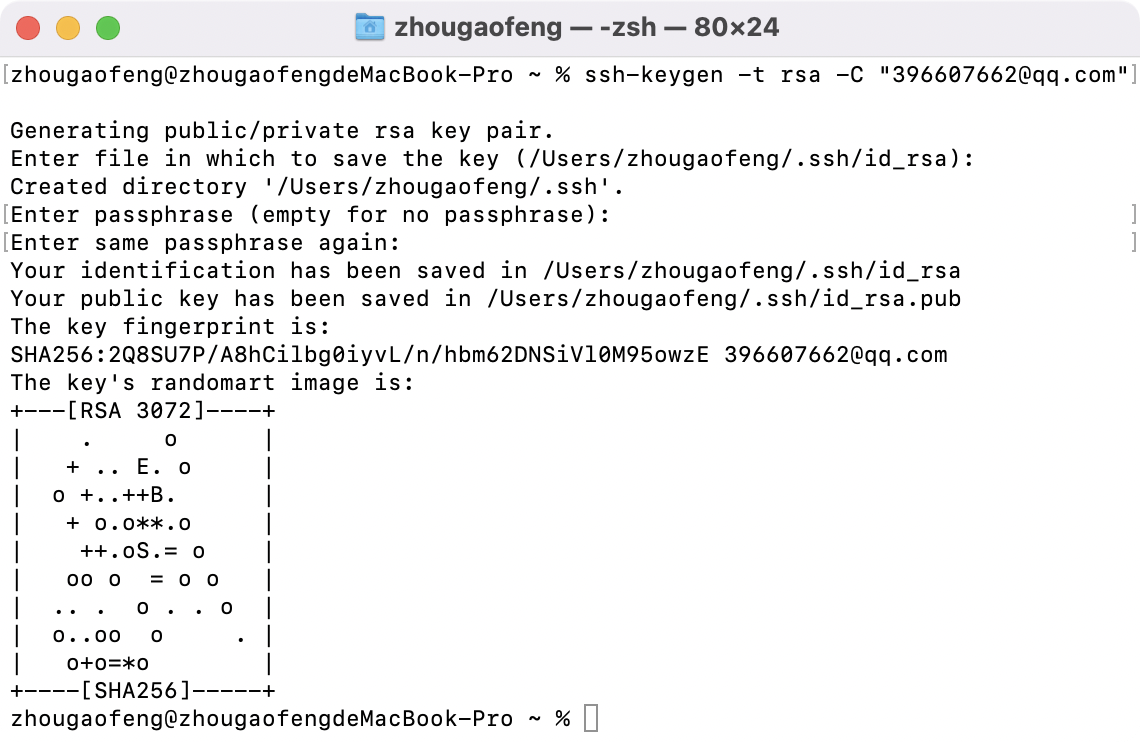 zhougaofeng — -zsh — 80×24
[zhougaofeng@zhougaofengdeMacBook-Pro ~ % ssh-keygen -t rsa -C "396607662@qq.com"]
Generating public/private rsa key pair.
Enter file in which to save the key (/Users/zhougaofeng/.ssh/id_rsa):
Created directory '/Users/zhougaofeng/.ssh'.
[Enter passphrase (empty for no passphrase): ]
[Enter same passphrase again: ]
Your identification has been saved in /Users/zhougaofeng/.ssh/id_rsa
Your public key has been saved in /Users/zhougaofeng/.ssh/id_rsa.pub
The key fingerprint is:
SHA256:2Q8SU7P/A8hCilbg0iyvL/n/hbm62DNSiVl0M95owzE 396607662@qq.com
The key's randomart image is:
+---[RSA 3072]----+
|    .     o      |
|   + .. E. o     |
|  o +..++B.      |
|   + o.o**.o     |
|    ++.oS.= o    |
|   oo o  = o o   |
|  .. .  o . . o  |
|  o..oo  o     . |
|   o+o=*o        |
+----[SHA256]-----+
zhougaofeng@zhougaofengdeMacBook-Pro ~ %